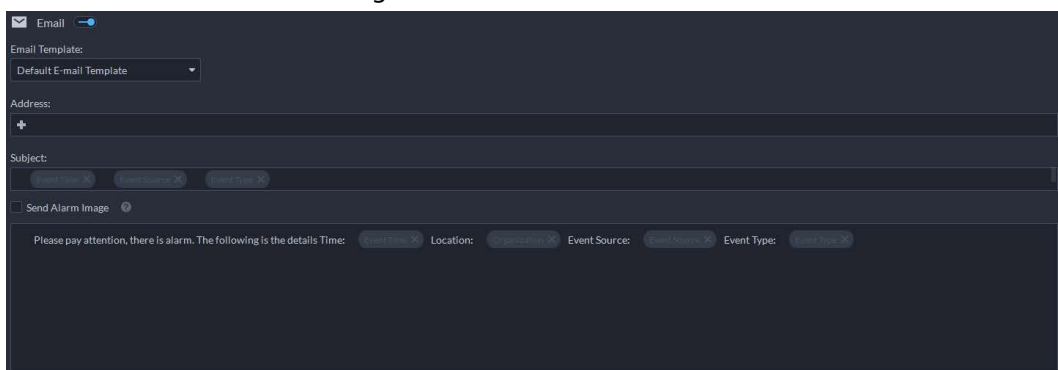 Email
Email Template:
Default E-mail Template
Address:
Subject:
Event Time Event Source Event Type
Send Alarm Image
Please pay attention, there is alarm. The following is the details Time: Event Time Location: Organization Event Source: Event Source Event Type: Event Type